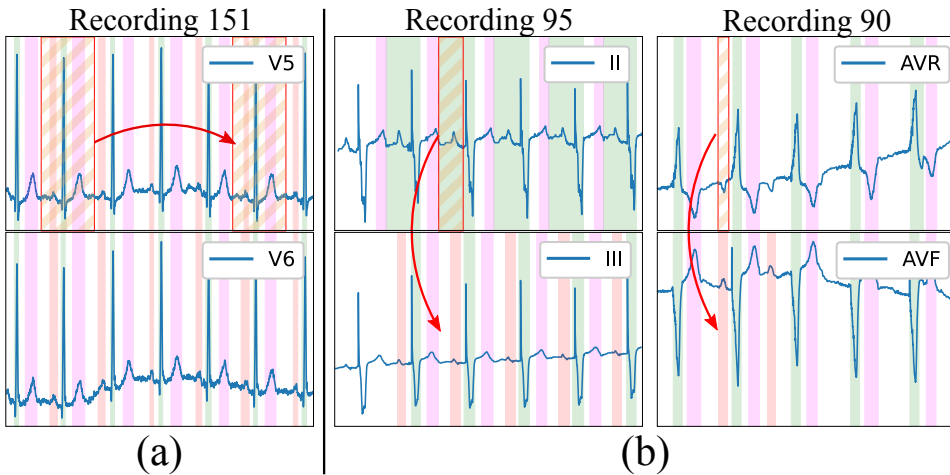 Recording 151
Recording 95
Recording 90
V5
II
AVR
V6
III
AVF
(a)
(b)